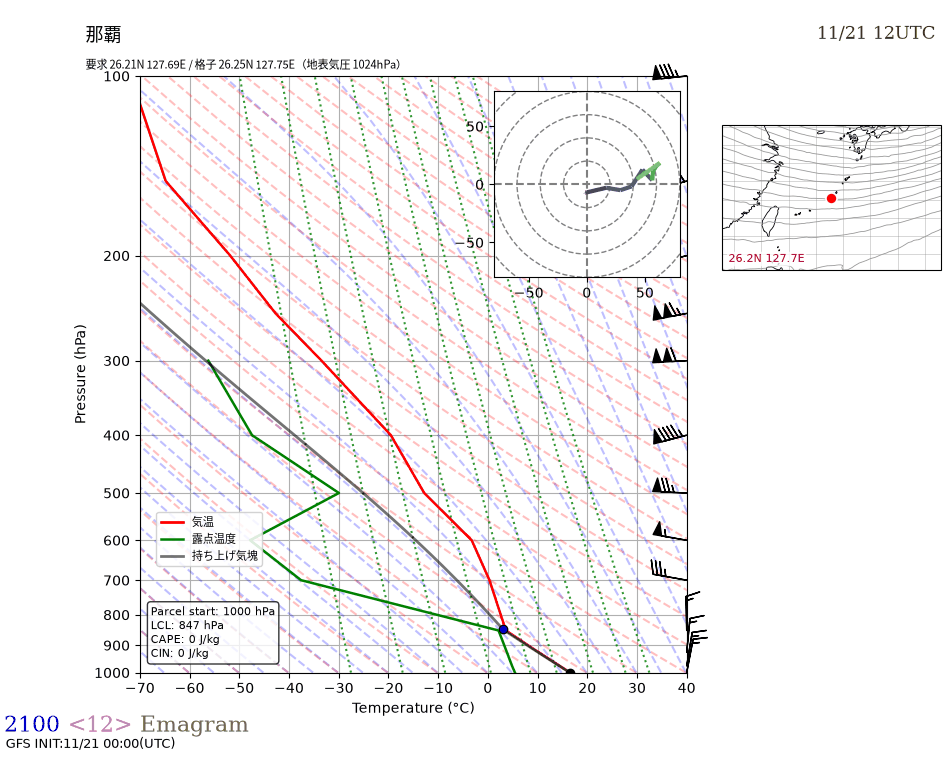 那覇
11/21 12UTC
要求 26.21N 127.69E / 格子 26.25N 127.75E（地表気圧 1024hPa）
100
200
300
400
500
600
700
800
900
1000
Pressure (hPa)
50
0
−50
−50 0 50
26.2N 127.7E
気温
露点温度
持ち上げ気塊
Parcel start: 1000 hPa
LCL: 847 hPa
CAPE: 0 J/kg
CIN: 0 J/kg
−70 −60 −50 −40 −30 −20 −10 0 10 20 30 40
Temperature (°C)
2100 <12> Emagram
GFS INIT:11/21 00:00(UTC)